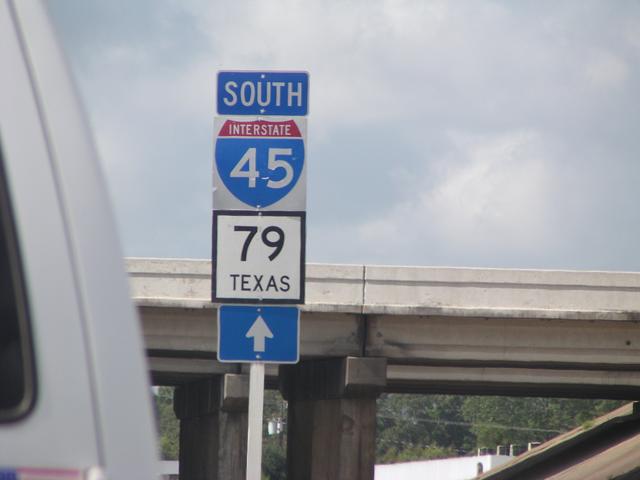 SOUTH
INTERSTATE
45
79
TEXAS